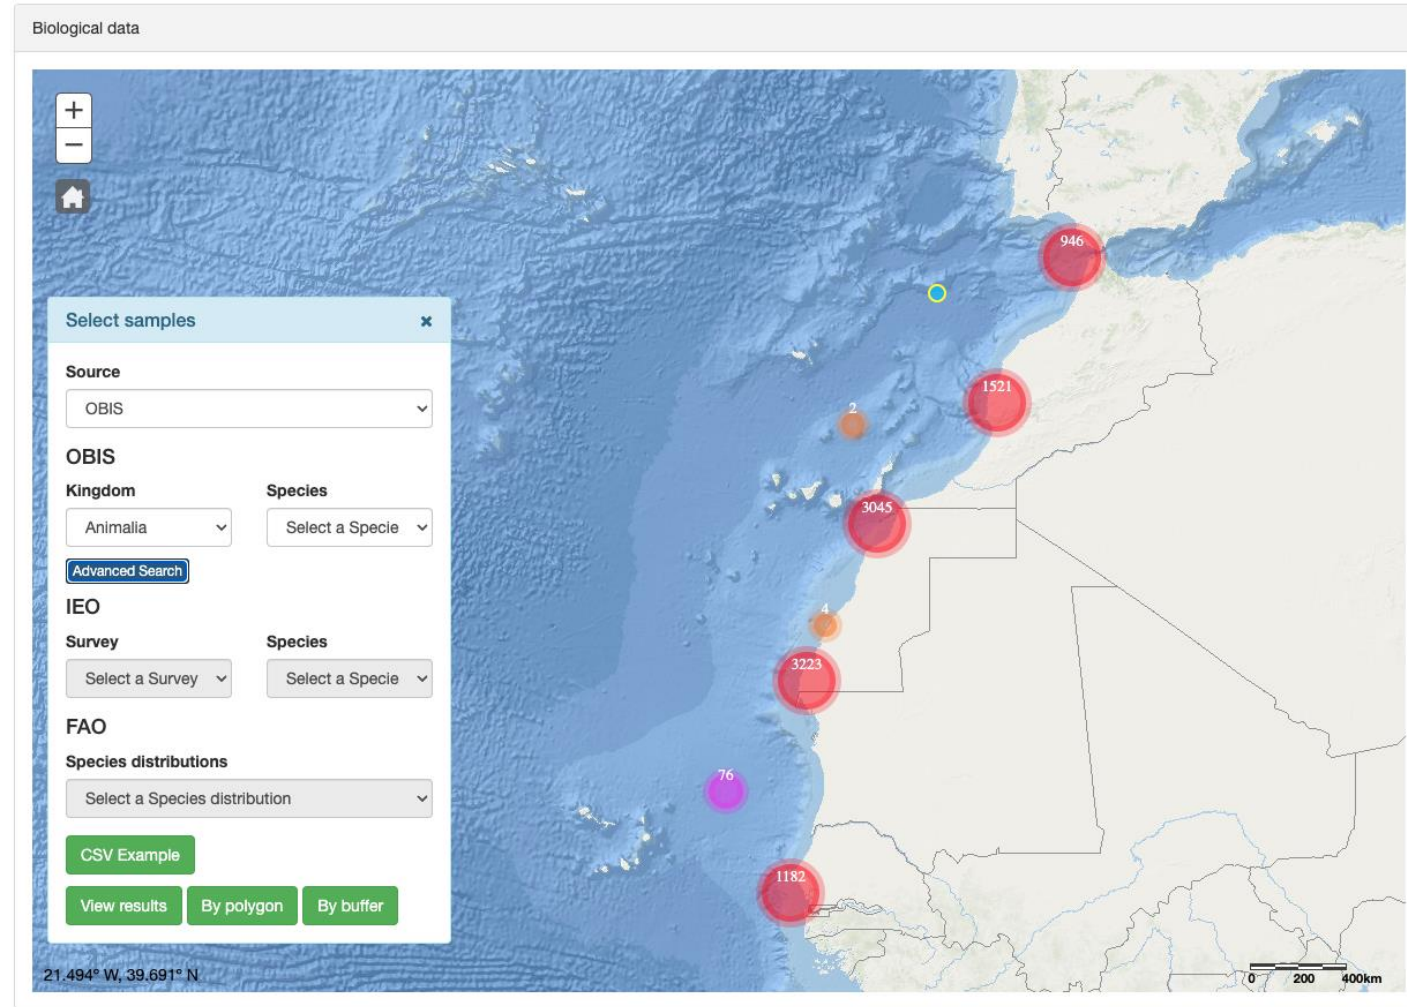 Biological data
+
−
946
Select samples ×
Source
OBIS
1521
2
OBIS
Kingdom Species
Animalia Select a Specie
3045
Advanced Search
IEO
4
Survey Species
Select a Survey Select a Specie
3223
FAO
Species distributions
76
Select a Species distribution
CSV Example
1182
View results By polygon By buffer
21.494° W, 39.691° N
0 200 400km